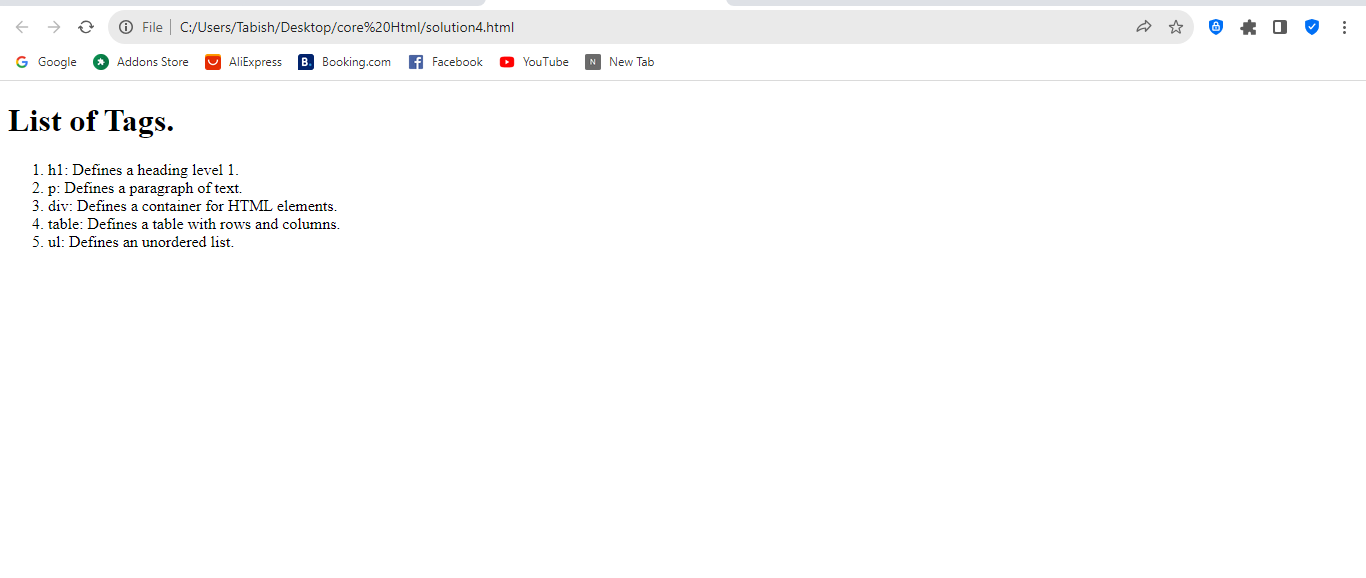 File C:/Users/Tabish/Desktop/core%20Html/solution4.html
Google Addons Store AliExpress B. Booking.com Facebook YouTube N New Tab
List of Tags.
1. h1: Defines a heading level 1.
2. p: Defines a paragraph of text.
3. div: Defines a container for HTML elements.
4. table: Defines a table with rows and columns.
5. ul: Defines an unordered list.